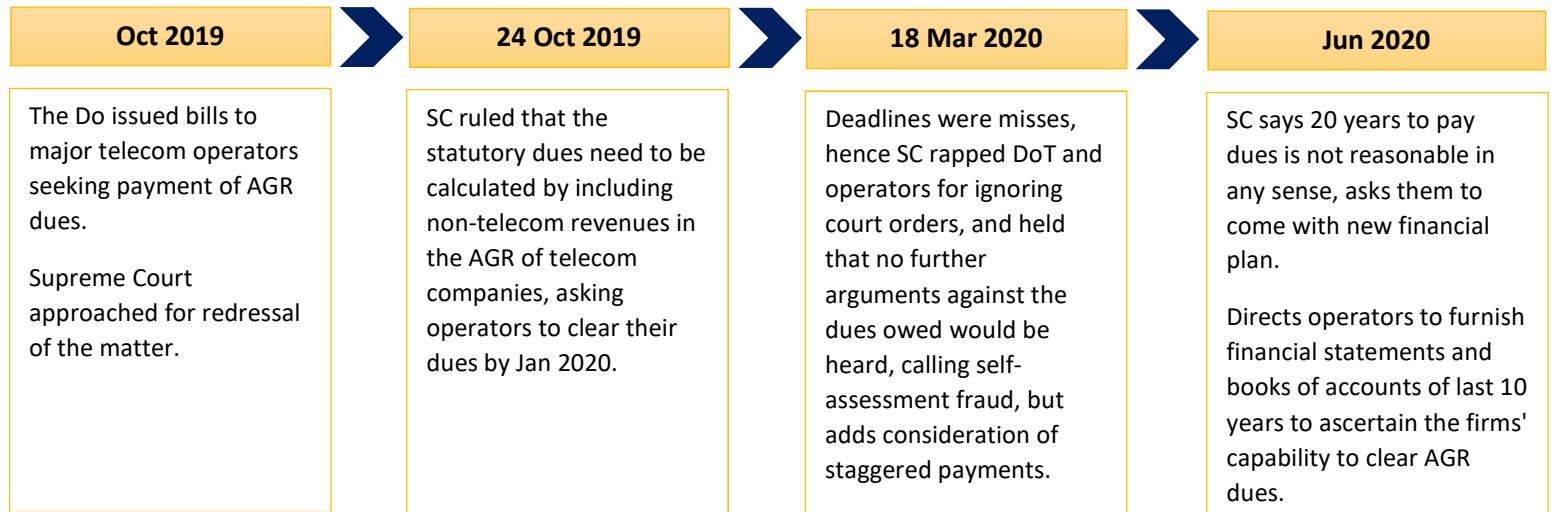 Oct 2019
The Do issued bills to
major telecom operators
seeking payment of AGR
dues.
Supreme Court
approached for redressal
of the matter.
24 Oct 2019
SC ruled that the
statutory dues need to be
calculated by including
non-telecom revenues in
the AGR of telecom
companies, asking
operators to clear their
dues by Jan 2020.
18 Mar 2020
Deadlines were misses,
hence SC rapped DoT and
operators for ignoring
court orders, and held
that no further
arguments against the
dues owed would be
heard, calling self-
assessment fraud, but
adds consideration of
staggered payments.
Jun 2020
SC says 20 years to pay
dues is not reasonable in
any sense, asks them to
come with new financial
plan.
Directs operators to furnish
financial statements and
books of accounts of last 10
years to ascertain the firms'
capability to clear AGR
dues.